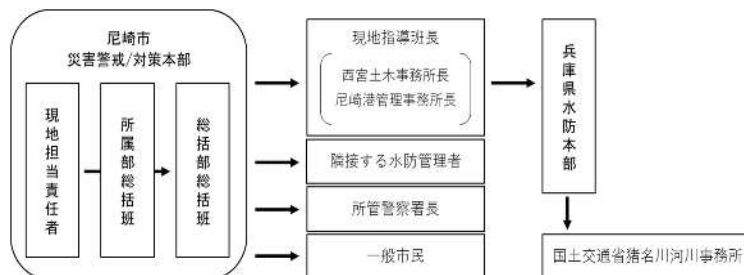 尼崎市
災害警戒/対策本部
現地担当責任者
所属部総括班
総括部総括班
現地指導班長
西宮土木事務所長
尼崎港管理事務所長
隣接する水防管理者
所管警察署長
一般市民
兵庫県水防本部
国土交通省猪名川河川事務所